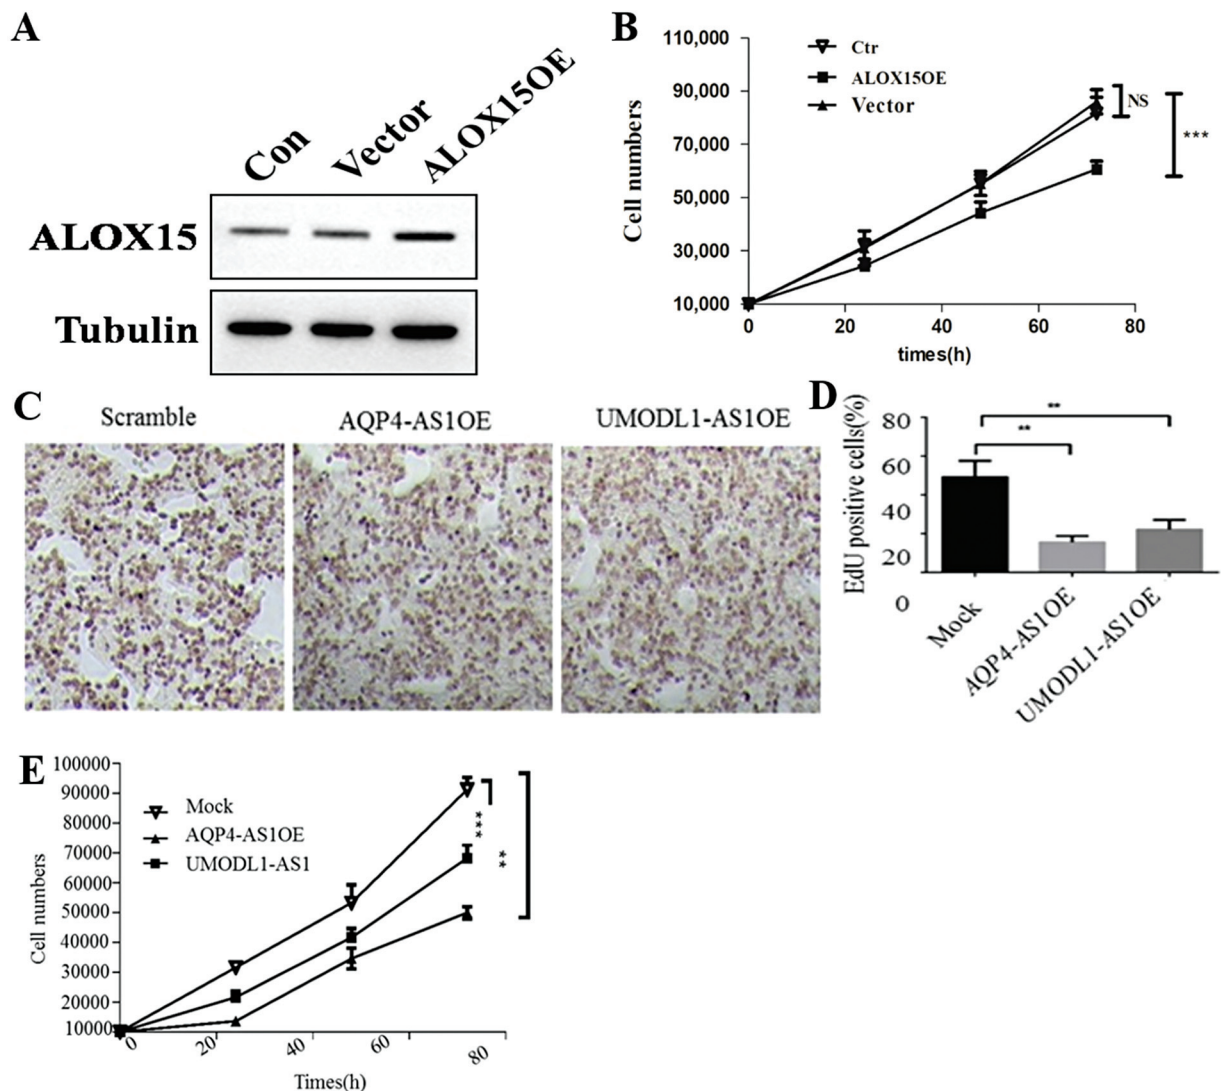 A
Con
Vector
ALOX15OE
ALOX15
Tubulin
B
110,000
90,000
70,000
50,000
30,000
10,000
Cell numbers
Ctr
ALOX15OE
Vector
NS
***
0
20
40
60
80
times(h)
C
Scramble
AQP4-AS1OE
UMODL1-AS1OE
D
EdU positive cells(%)
80
60
40
20
0
**
**
Mock
AQP4-AS1OE
UMODL1-AS1OE
E
100000
90000
80000
70000
60000
50000
40000
30000
20000
10000
Cell numbers
Mock
AQP4-AS1OE
UMODL1-AS1
***
**
0
20
40
60
80
Times(h)